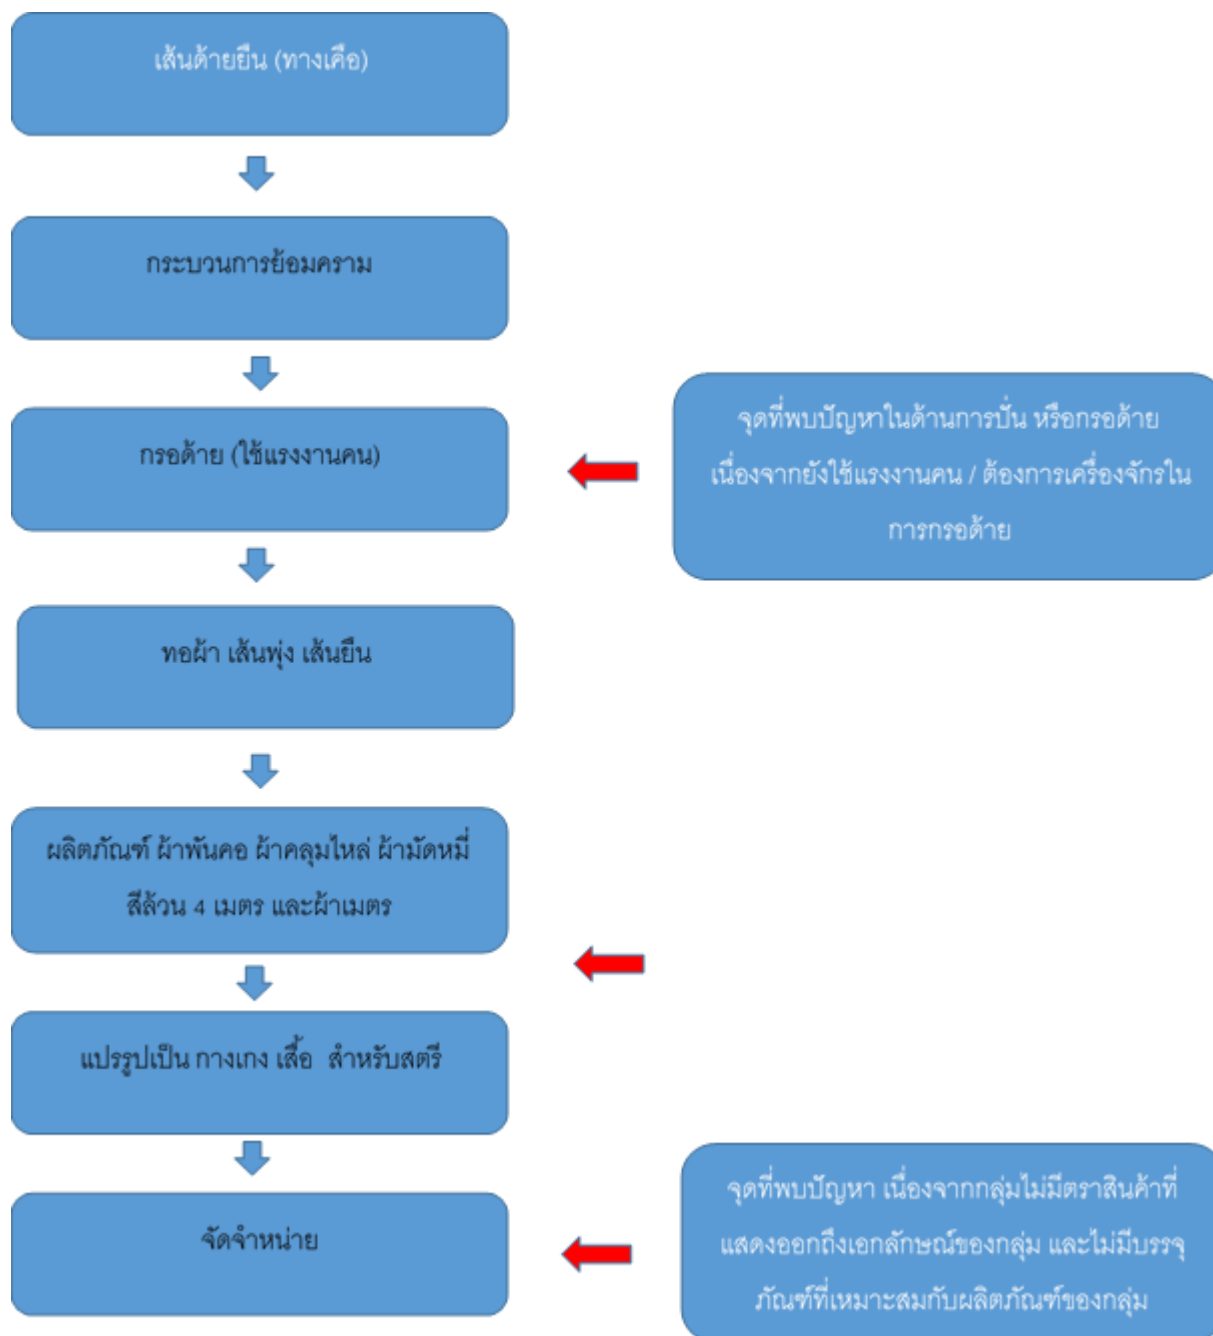 เส้นด้ายยืน (ทางเคือ)
กระบวนการย้อมคราม
กรอด้าย (ใช้แรงงานคน)
จุดที่พบปัญหาในด้านการปั่น หรือกรอด้าย
เนื่องจากยังใช้แรงงานคน / ต้องการเครื่องจักรใน
การกรอด้าย
ทอผ้า เส้นพุ่ง เส้นยืน
ผลิตภัณฑ์ ผ้าพันคอ ผ้าคลุมไหล่ ผ้ามัดหมี่
สีล้วน 4 เมตร และผ้าเมตร
แปรรูปเป็น กางเกง เสื้อ สำหรับสตรี
จัดจำหน่าย
จุดที่พบปัญหา เนื่องจากกลุ่มไม่มีตราสินค้าที่
แสดงออกถึงเอกลักษณ์ของกลุ่ม และไม่มีบรรจุ
ภัณฑ์ที่เหมาะสมกับผลิตภัณฑ์ของกลุ่ม